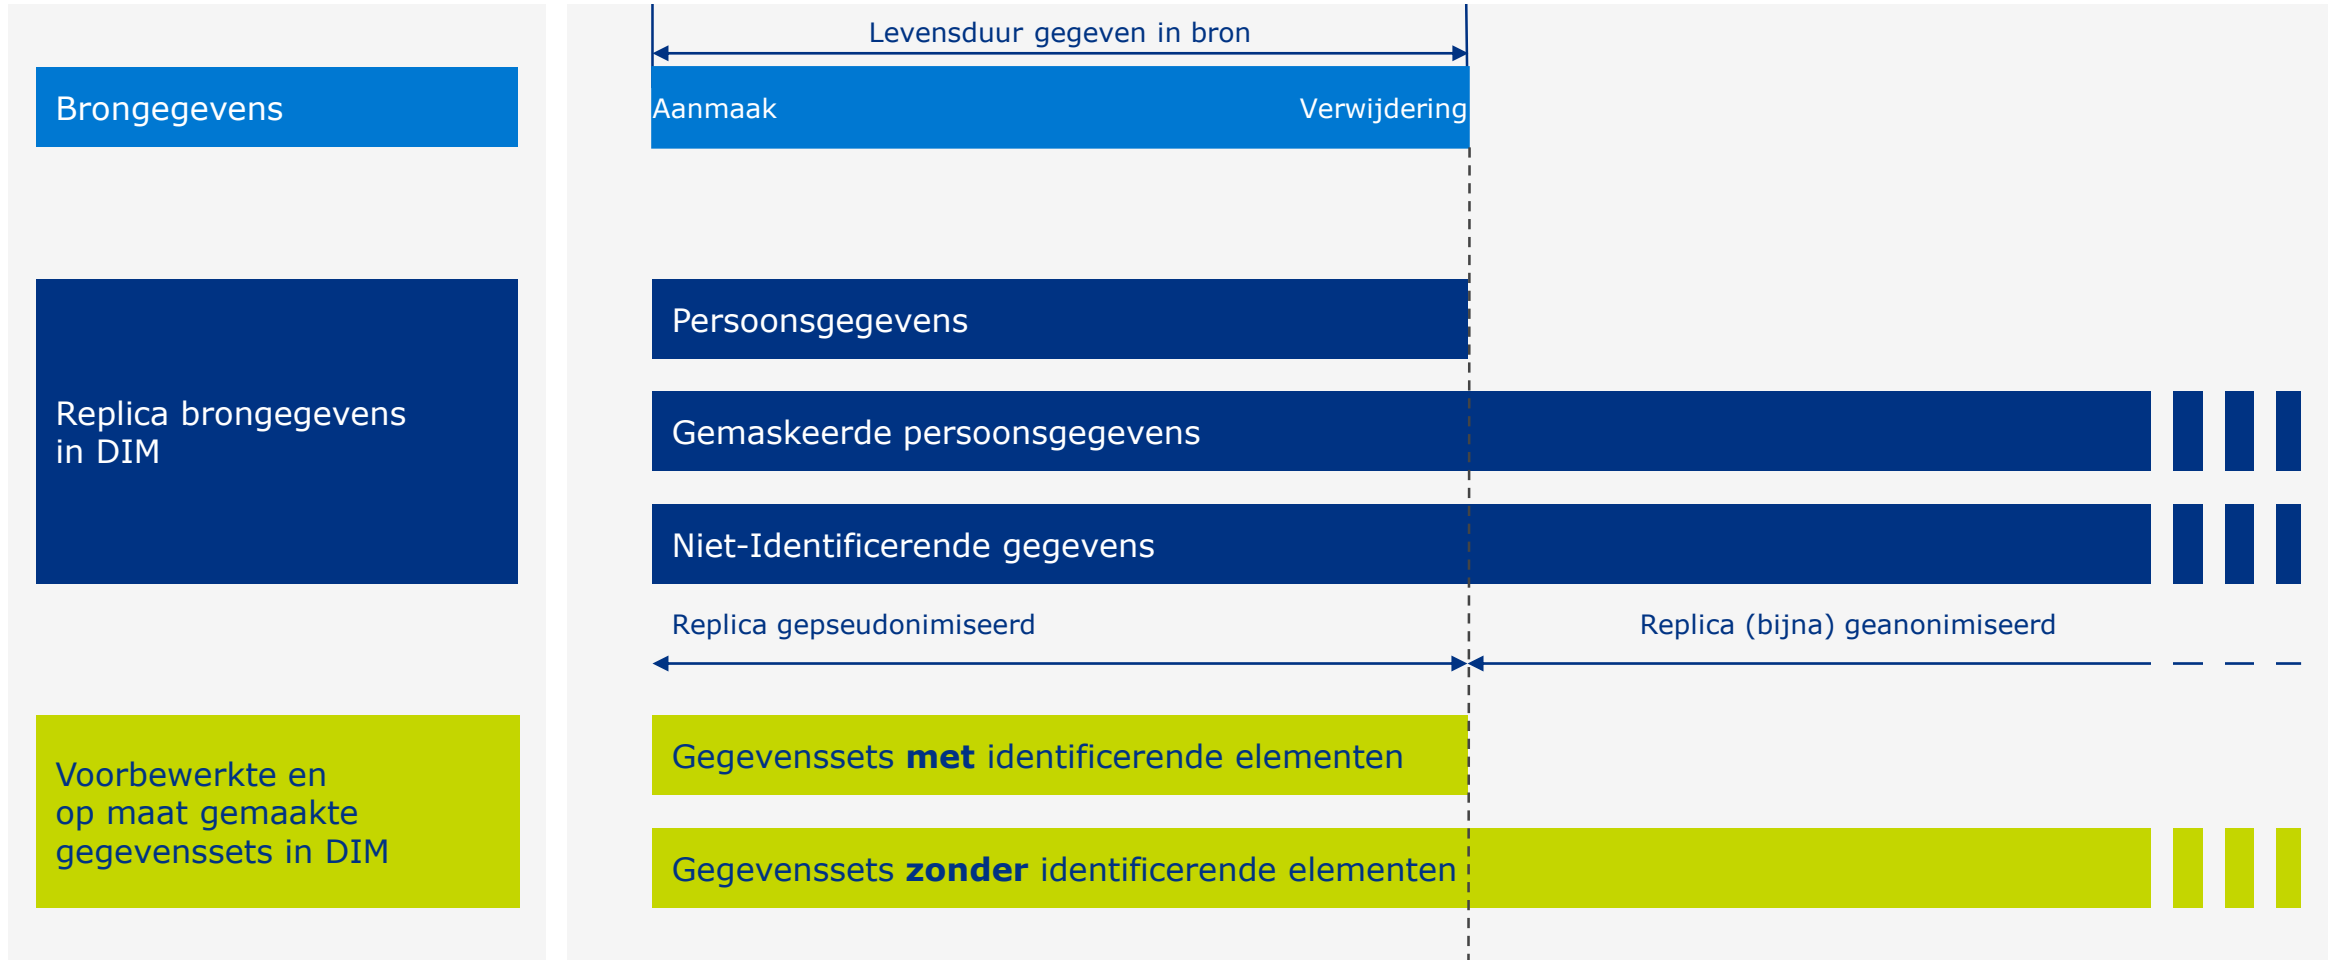 Levensduur gegeven in bron
Brongegevens
Aanmaak
Verwijdering
Replica brongegevens
in DIM
Persoonsgegevens
Gemaskeerde persoonsgegevens
Niet-Identificerende gegevens
Replica gepseudonimiseerd
Replica (bijna) geanonimiseerd
Voorbewerkte en
op maat gemaakte
gegevenssets in DIM
Gegevenssets met identificerende elementen
Gegevenssets zonder identificerende elementen